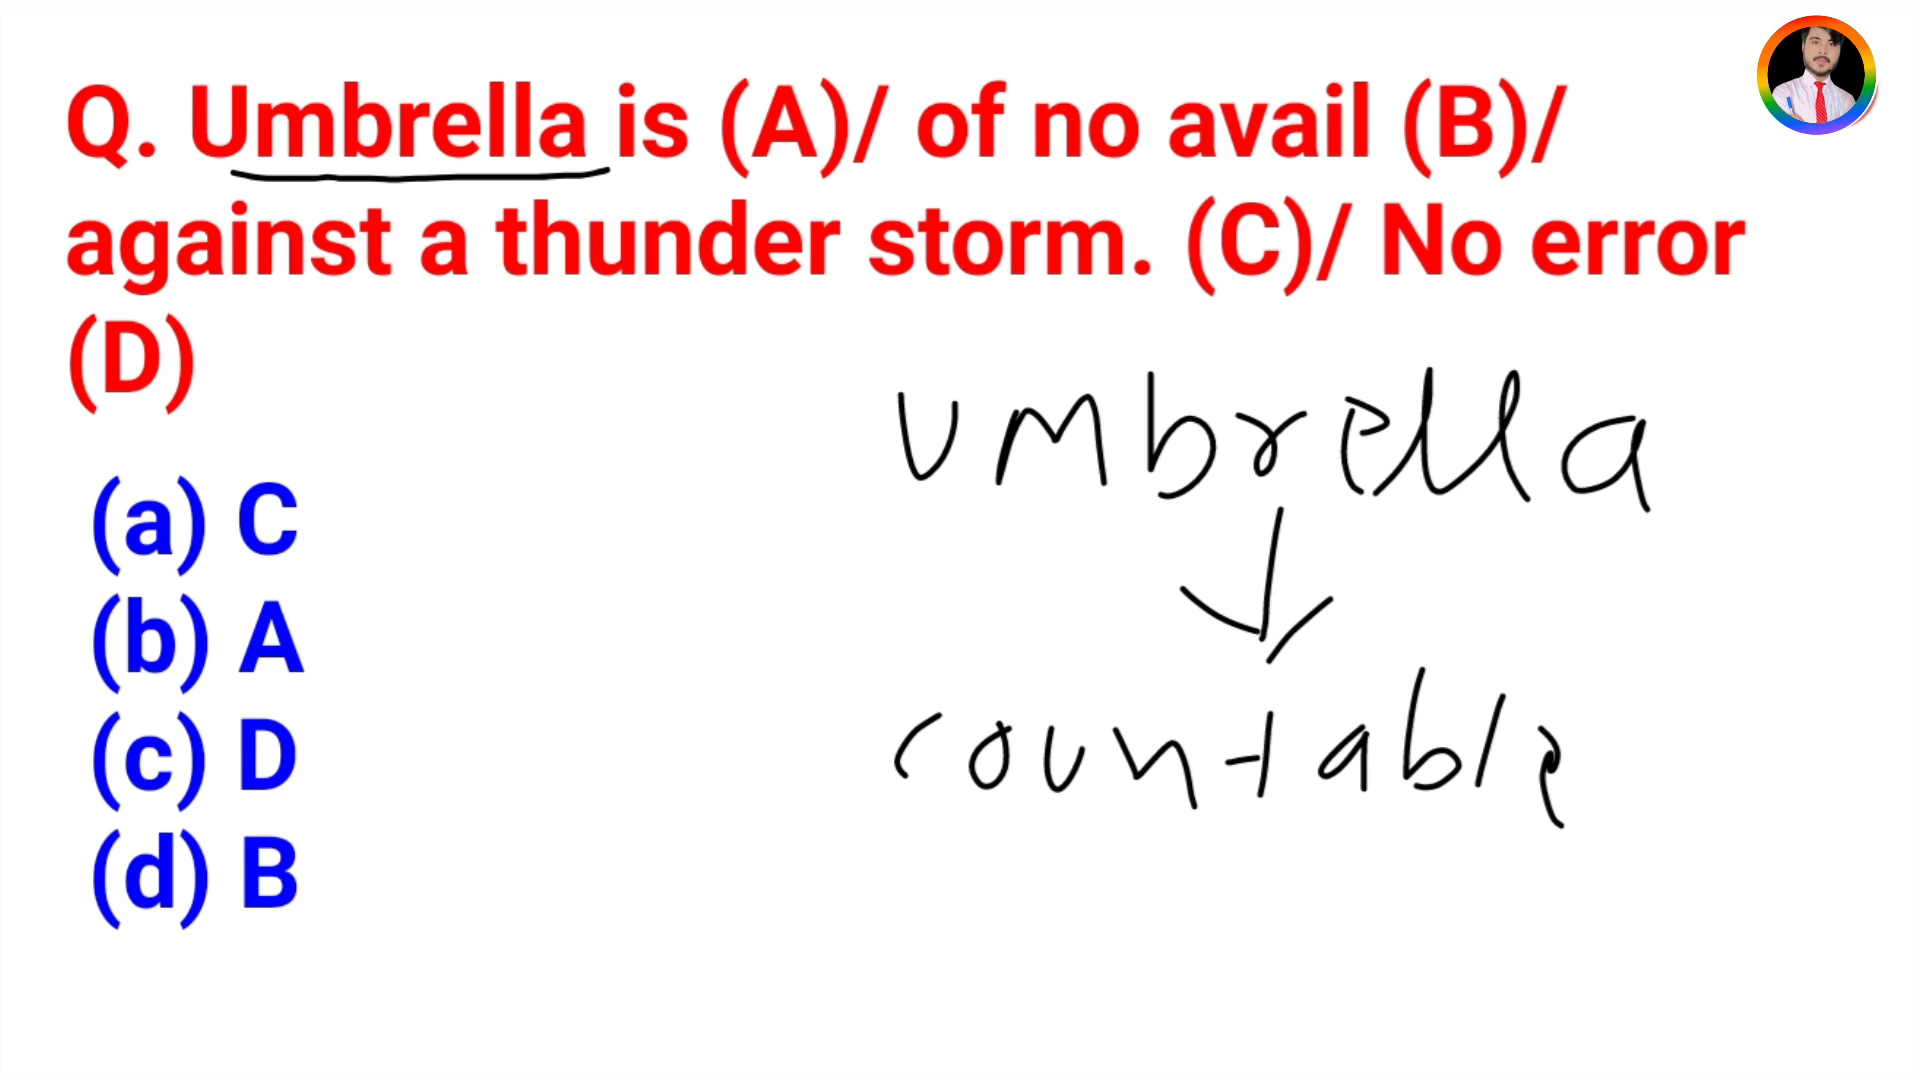 Q. Umbrella is (A)/ of no avail (B)/
against a thunder storm. (C)/ No error
(D)
umbrella
(a) C
(b) A
countable
(c) D
(d) B